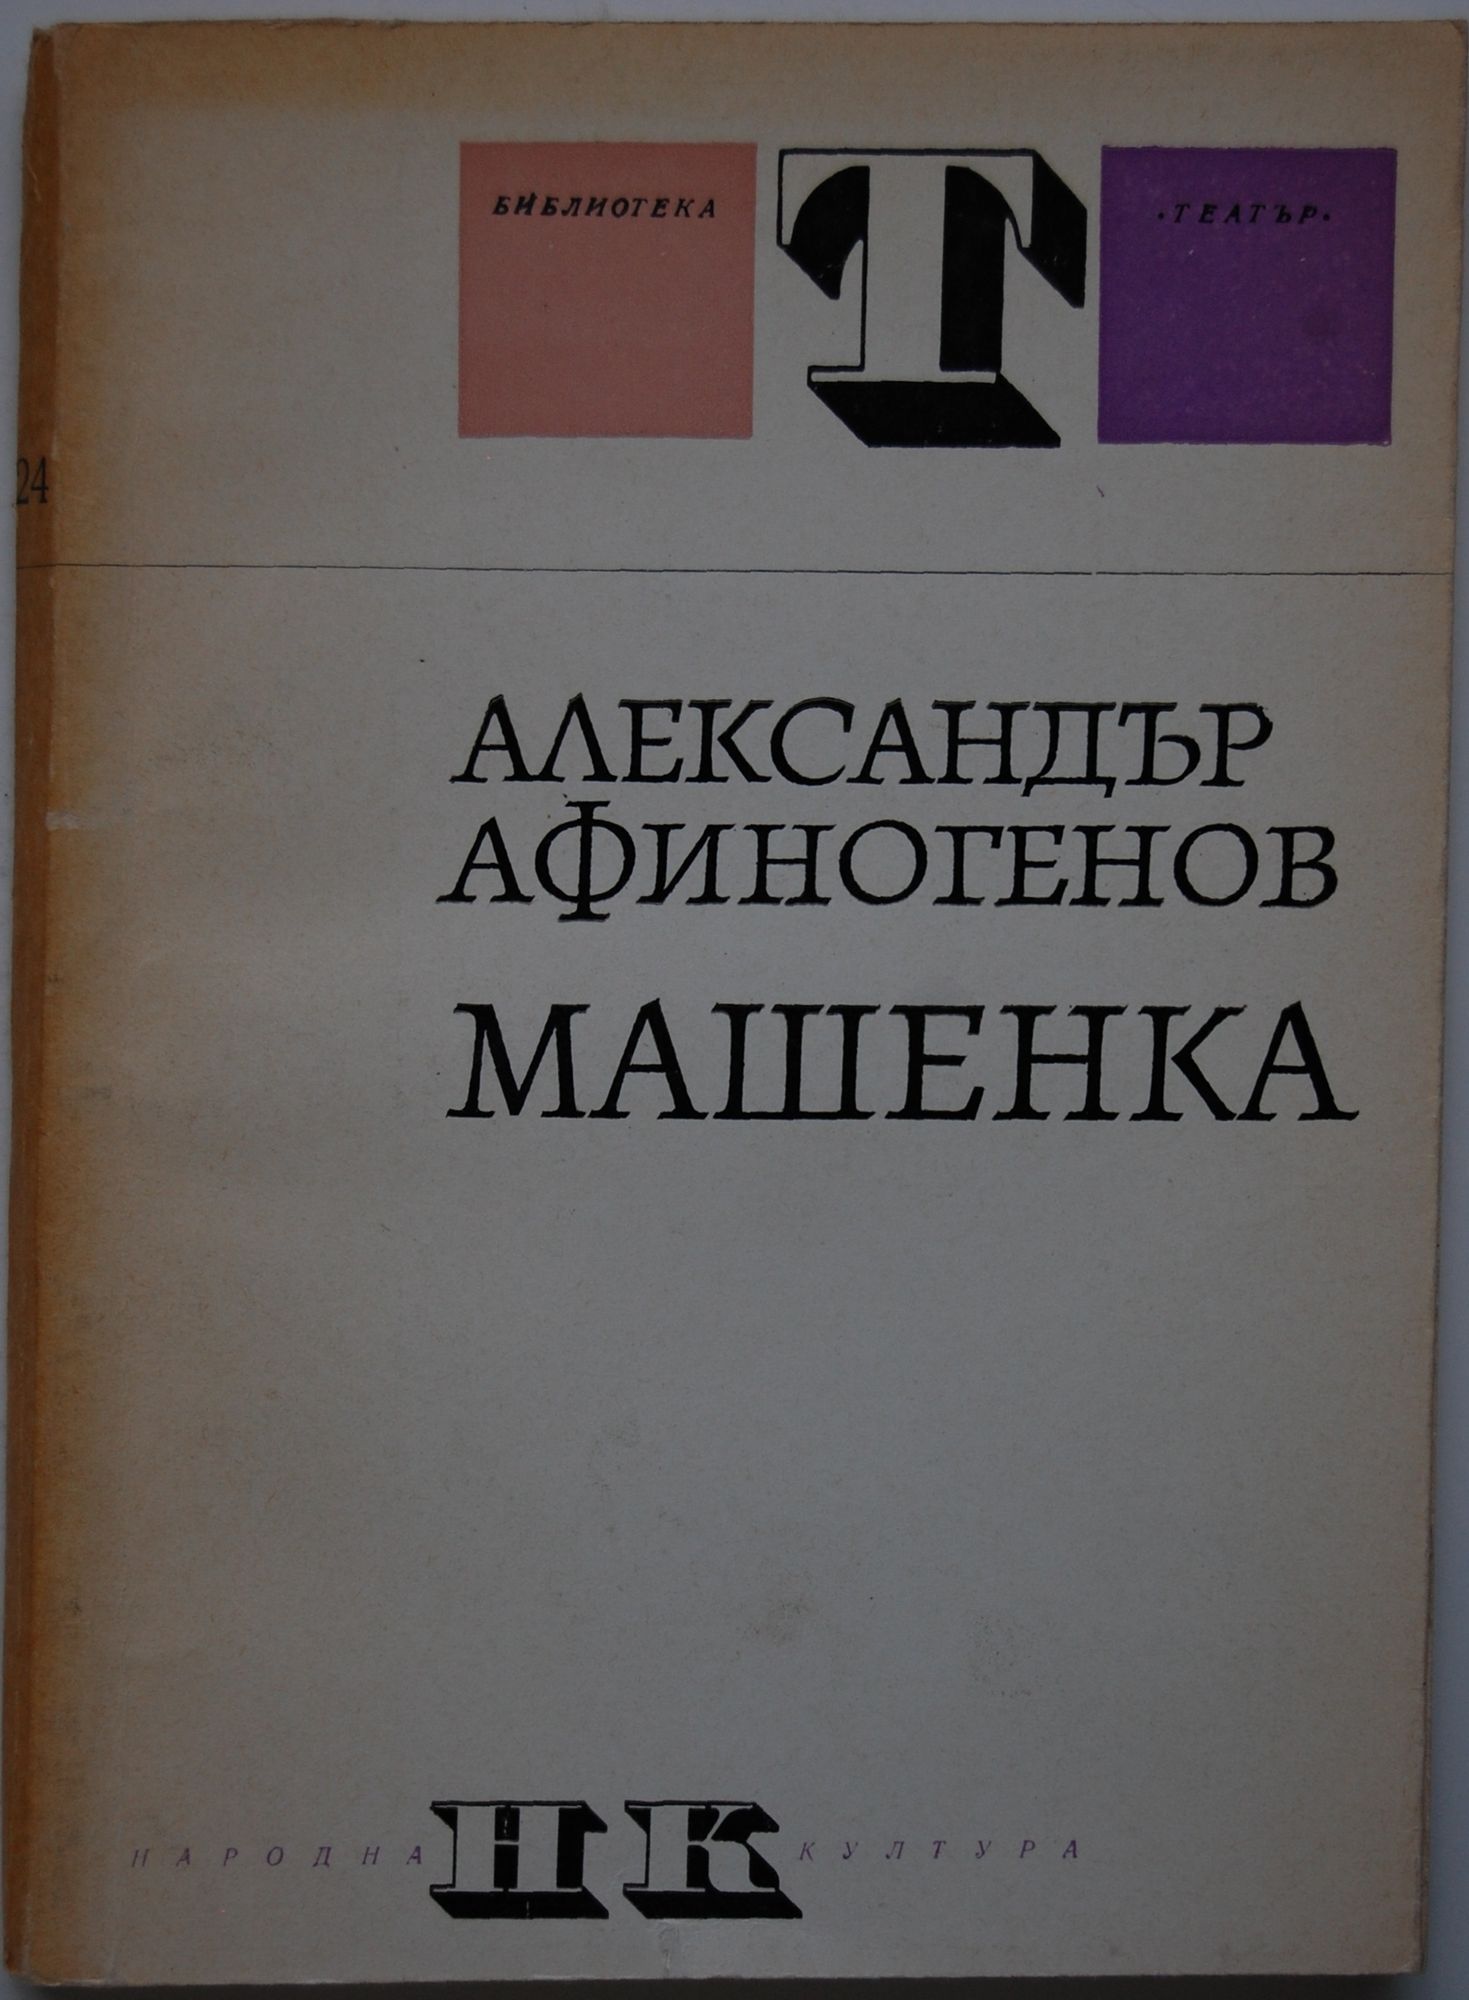 БИБЛИОТЕКА Т •ТЕАТЪР•
24
АЛЕКСАНДЪР
АФИНОГЕНОВ
МАШЕНКА
НАРОДНА НК КУЛТУРА